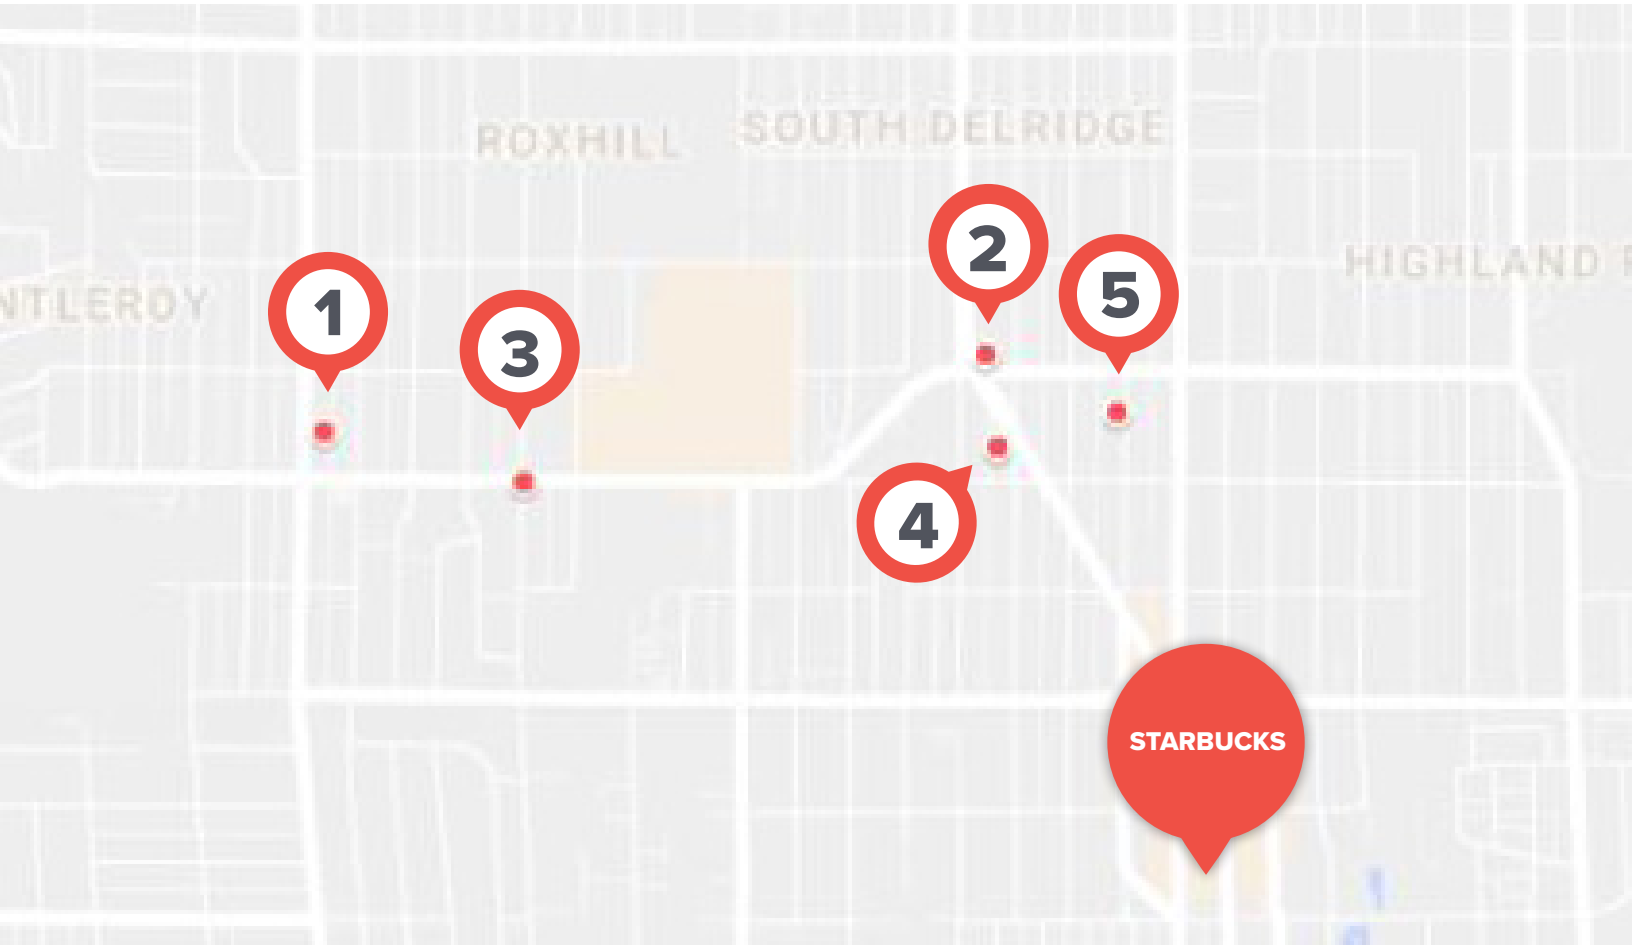 ROXHILL
SOUTH DELRIDGE
2
HIGHLAND
5
NTLEROY
1
3
4
STARBUCKS